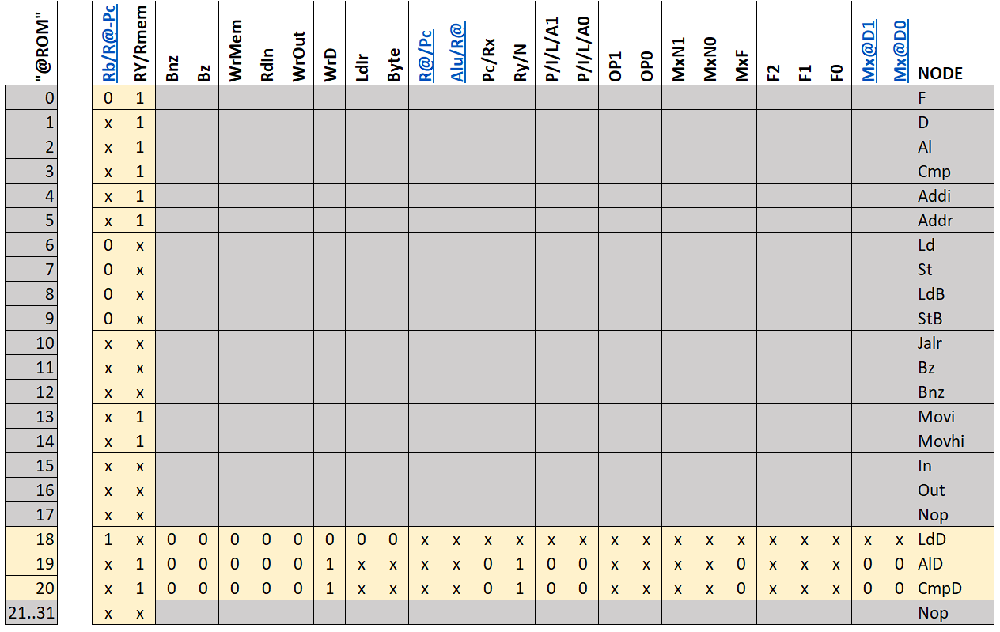 "@ROM" Rb/R@-Pc RY/Rmem Bnz Bz WrMem RdIn WrOut WrD LdIr Byte R@/Pc Alu/R@ Pc/Rx Ry/N P/I/L/A1 P/I/L/A0 OP1 OP0 MxN1 MxN0 MxF F2 F1 F0 Mx@D1 Mx@D0 NODE
0 0 1 F
1 x 1 D
2 x 1 Al
3 x 1 Cmp
4 x 1 Addi
5 x 1 Addr
6 0 x Ld
7 0 x St
8 0 x LdB
9 0 x StB
10 x x Jalr
11 x x Bz
12 x x Bnz
13 x 1 Movi
14 x 1 Movhi
15 x x In
16 x x Out
17 x x Nop
18 1 x 0 0 0 0 0 0 0 0 x x x x x x x x x x x x x x x x LdD
19 x 1 0 0 0 0 0 1 x x x x 0 1 0 0 x x x x 0 x x x 0 0 AlD
20 x 1 0 0 0 0 0 1 x x x x 0 1 0 0 x x x x 0 x x x 0 0 CmpD
21..31 x x Nop